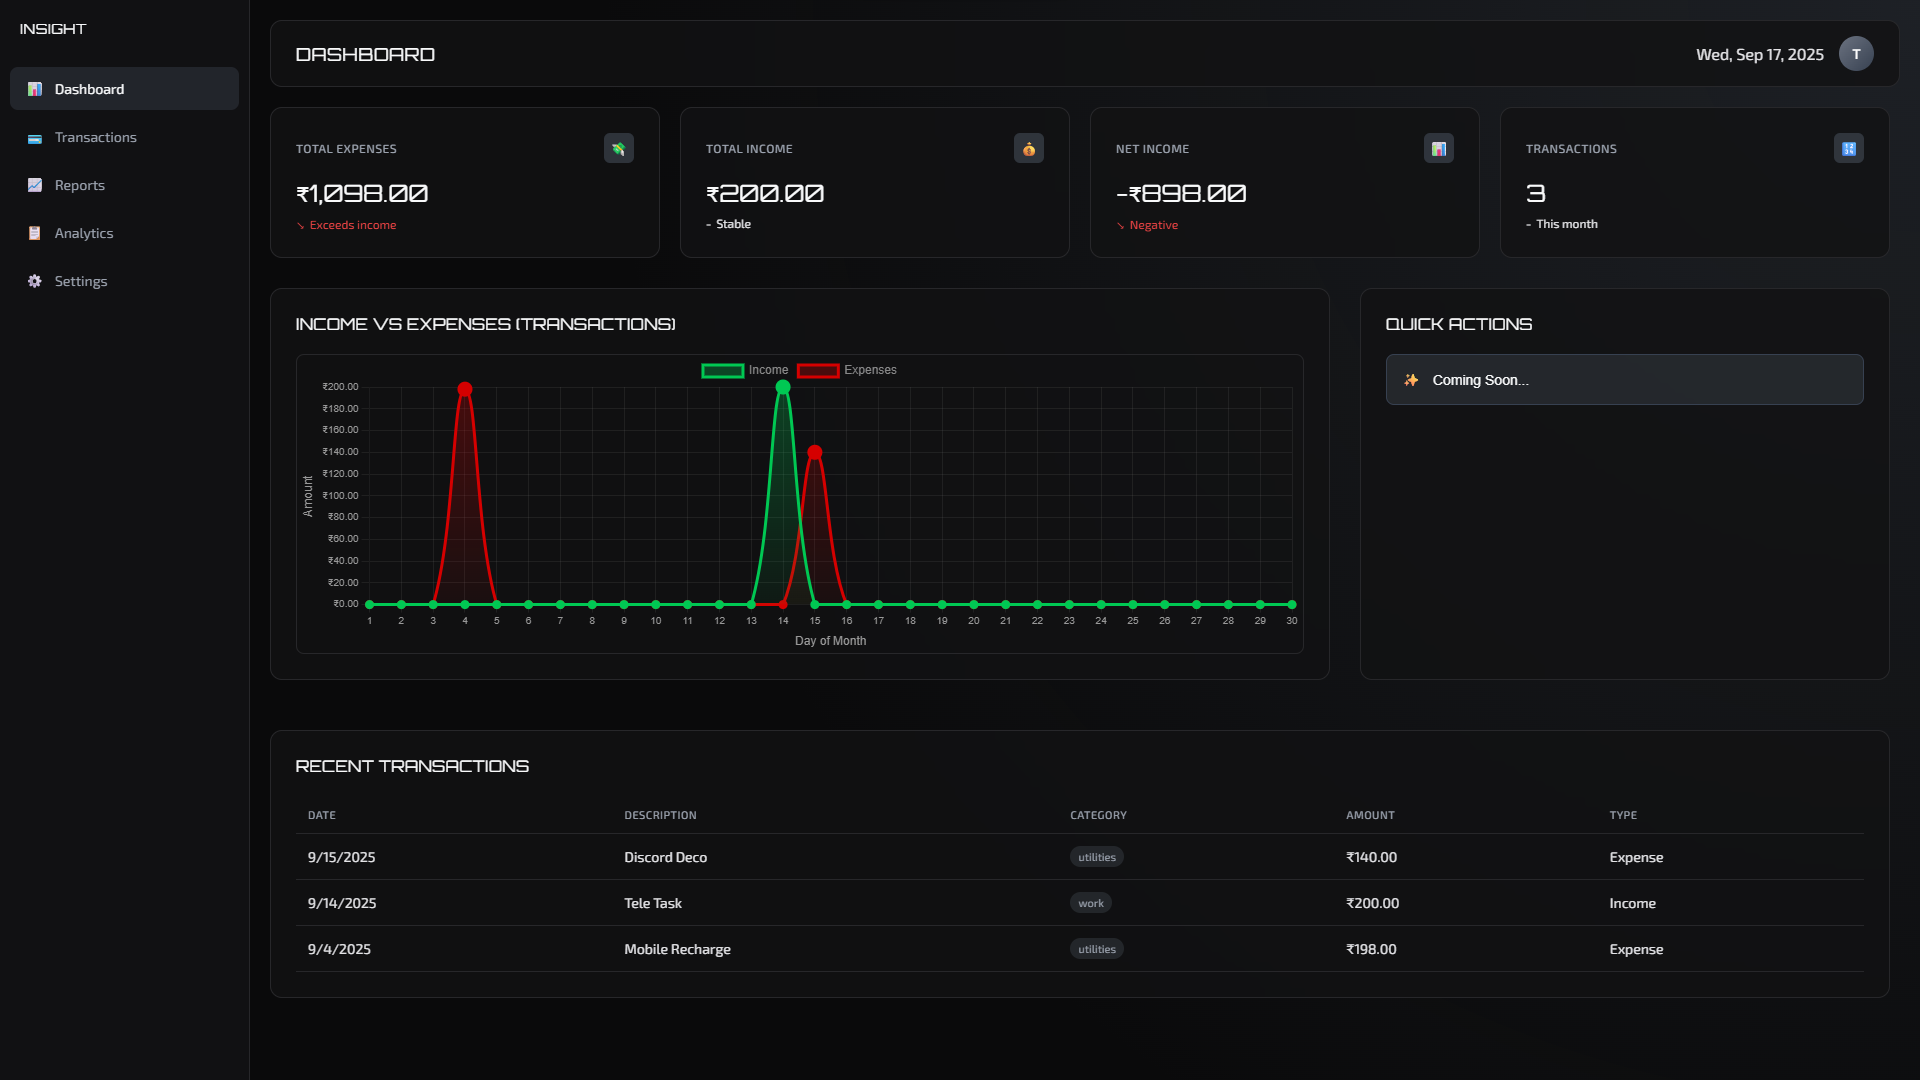 INSIGHT
Dashboard
Transactions
Reports
Analytics
Settings
DASHBOARD
Wed, Sep 17, 2025 T
TOTAL EXPENSES
₹1,098.00
↘ Exceeds income
TOTAL INCOME
₹200.00
- Stable
NET INCOME
-₹898.00
↘ Negative
TRANSACTIONS
3
- This month
INCOME VS EXPENSES (TRANSACTIONS)
Income Expenses
₹200.00
₹180.00
₹160.00
₹140.00
₹120.00
₹100.00
₹80.00
₹60.00
₹40.00
₹20.00
₹0.00
Amount
1 2 3 4 5 6 7 8 9 10 11 12 13 14 15 16 17 18 19 20 21 22 23 24 25 26 27 28 29 30
Day of Month
QUICK ACTIONS
Coming Soon...
RECENT TRANSACTIONS
DATE DESCRIPTION CATEGORY AMOUNT TYPE
9/15/2025 Discord Deco utilities ₹140.00 Expense
9/14/2025 Tele Task work ₹200.00 Income
9/4/2025 Mobile Recharge utilities ₹198.00 Expense